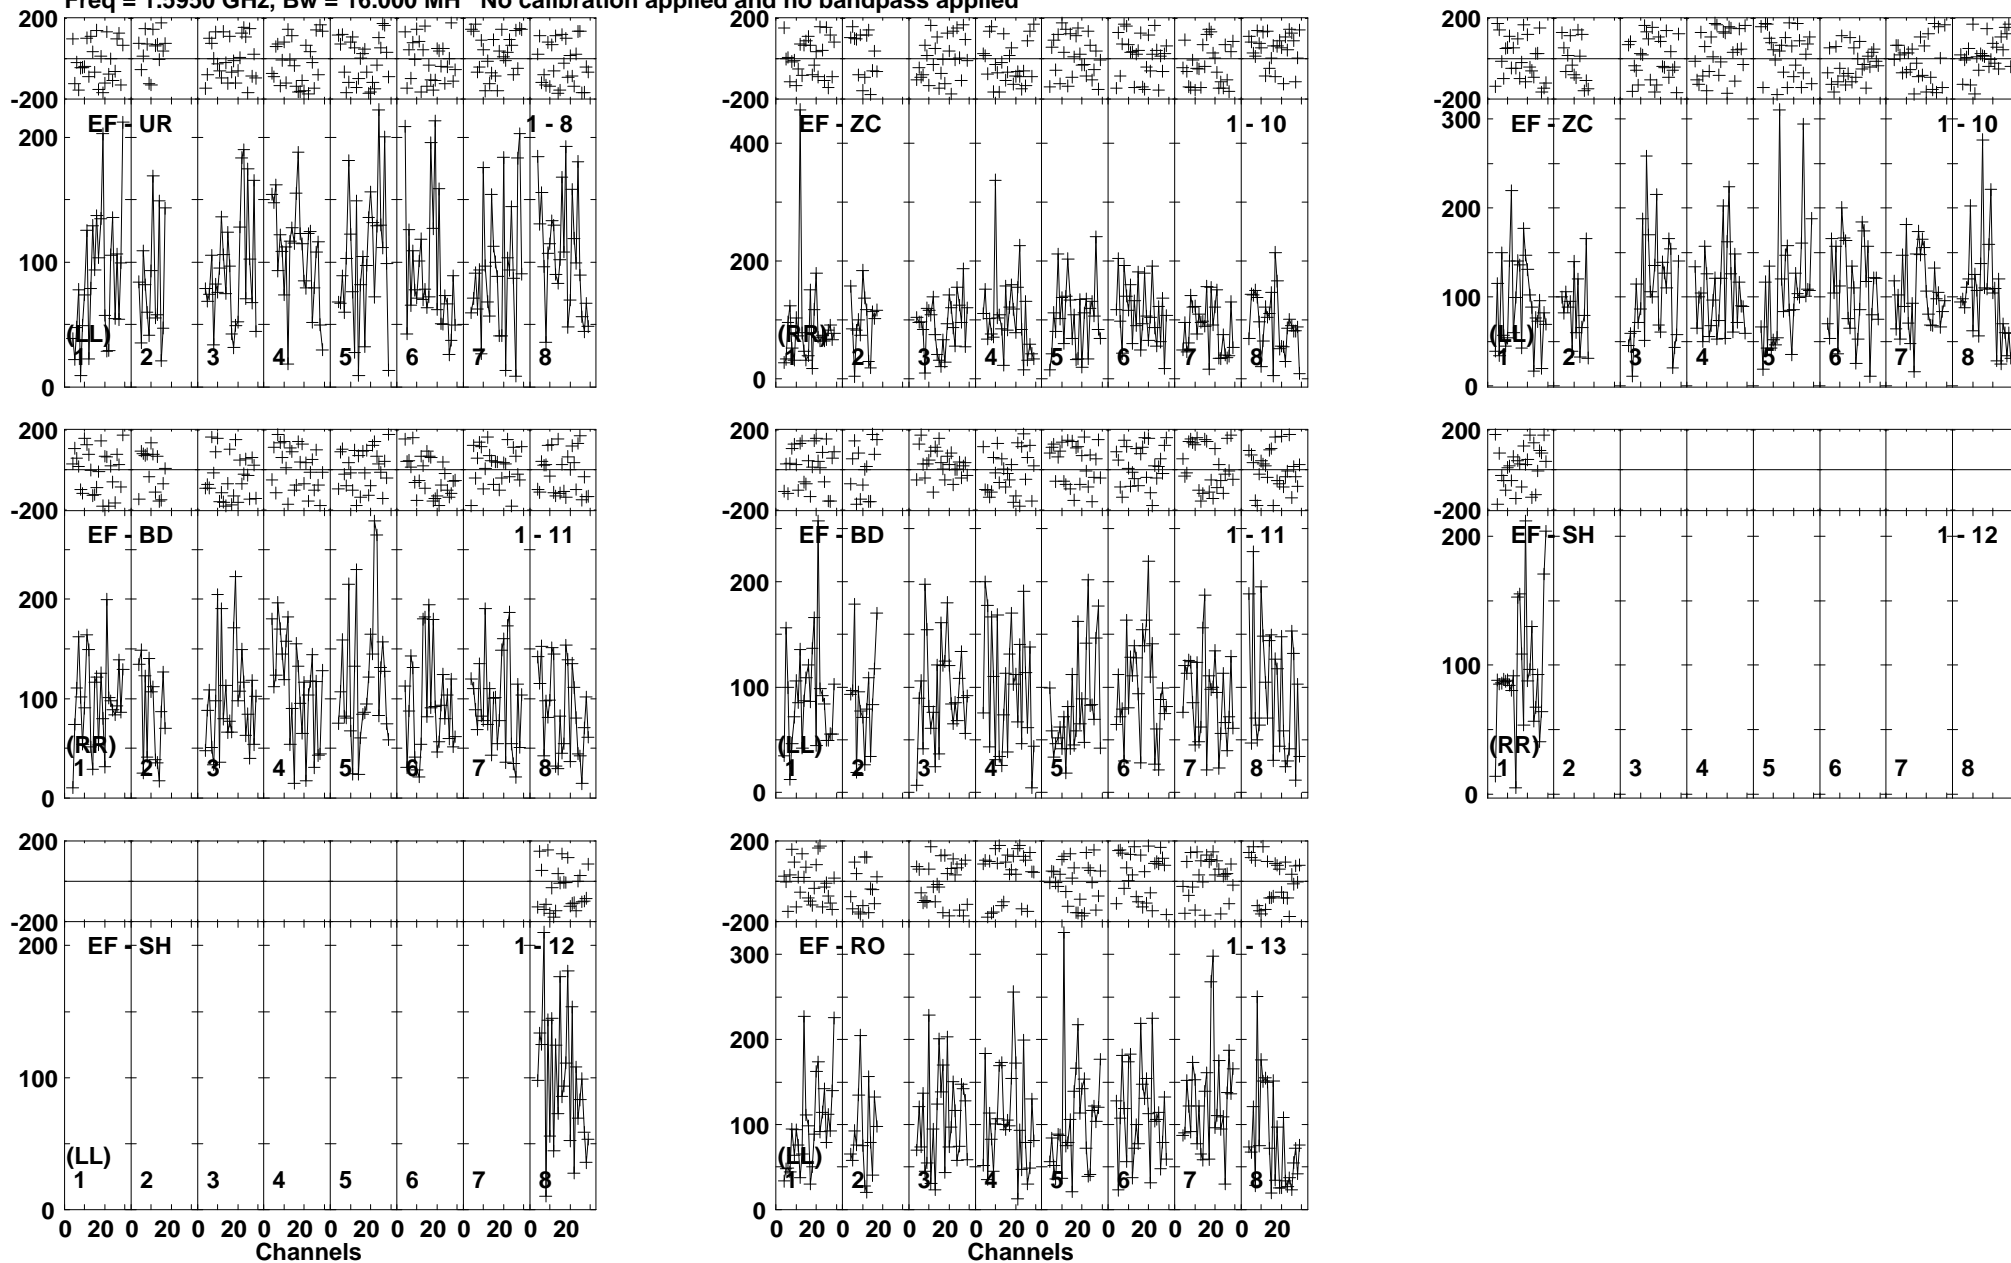 Freq = 1.5950 GHz, Bw = 16.000 MH No calibration applied and no bandpass applied
200 200 200
-200 -200 -200
EF - UR 1 - 8 EF - ZC 1 - 10 EF - ZC 1 - 10
200 400 300
100 200 200
100
(LL) (RR) (LL)
1 2 3 4 5 6 7 8 1 2 3 4 5 6 7 8 1 2 3 4 5 6 7 8
0 0 0
200 200 200
-200 -200 -200
EF - BD 1 - 11 EF - BD 1 - 11 EF - SH 1 - 12
200 200 200
100 100 100
(RR) (LL) (RR)
1 2 3 4 5 6 7 8 1 2 3 4 5 6 7 8 1 2 3 4 5 6 7 8
0 0 0
200 200
-200 -200
EF - SH 1 - 12 EF - RO 1 - 13
200 300
100 200
100
(LL) (LL)
1 2 3 4 5 6 7 8 1 2 3 4 5 6 7 8
0 0
0 20 0 20 0 20 0 20 0 20 0 20 0 20 0 20 0 20 0 20 0 20 0 20 0 20 0 20 0 20 0 20
Channels Channels